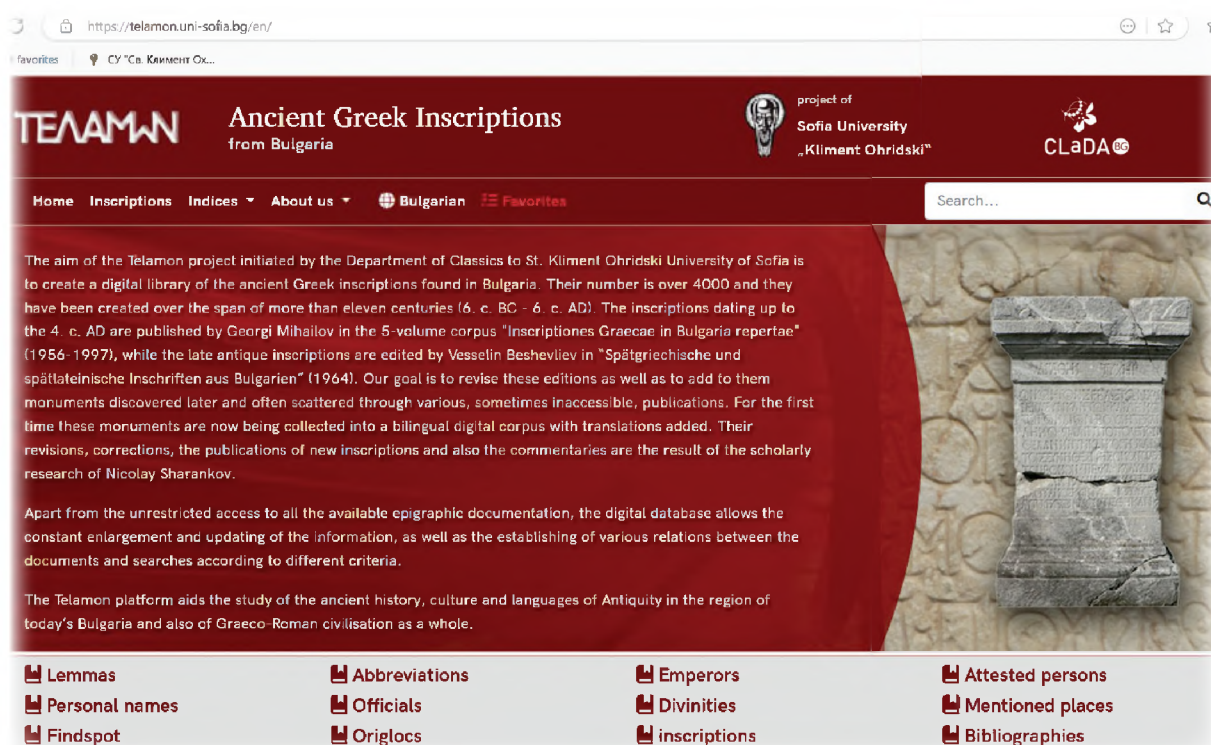 https://telamon.uni-sofia.bg/en/
favorites СУ "Св. Климент Ох...
ΤΕΛΑΜΩΝ
Ancient Greek Inscriptions
from Bulgaria
project of
Sofia University
„Kliment Ohridski"
CLaDA BG
Home Inscriptions Indices About us Bulgarian Favorites
Search...
The aim of the Telamon project initiated by the Department of Classics to St. Kliment Ohridski University of Sofia is
to create a digital library of the ancient Greek inscriptions found in Bulgaria. Their number is over 4000 and they
have been created over the span of more than eleven centuries (6. c. BC - 6. c. AD). The inscriptions dating up to
the 4. c. AD are published by Georgi Mihailov in the 5-volume corpus "Inscriptiones Graecae in Bulgaria repertae"
(1956-1997), while the late antique inscriptions are edited by Vesselin Beshevliev in "Spätgriechische und
spätlateinische Inschriften aus Bulgarien" (1964). Our goal is to revise these editions as well as to add to them
monuments discovered later and often scattered through various, sometimes inaccessible, publications. For the first
time these monuments are now being collected into a bilingual digital corpus with translations added. Their
revisions, corrections, the publications of new inscriptions and also the commentaries are the result of the scholarly
research of Nicolay Sharankov.
Apart from the unrestricted access to all the available epigraphic documentation, the digital database allows the
constant enlargement and updating of the information, as well as the establishing of various relations between the
documents and searches according to different criteria.
The Telamon platform aids the study of the ancient history, culture and languages of Antiquity in the region of
today's Bulgaria and also of Graeco-Roman civilisation as a whole.
Lemmas Abbreviations Emperors Attested persons
Personal names Officials Divinities Mentioned places
Findspot Origlocs inscriptions Bibliographies